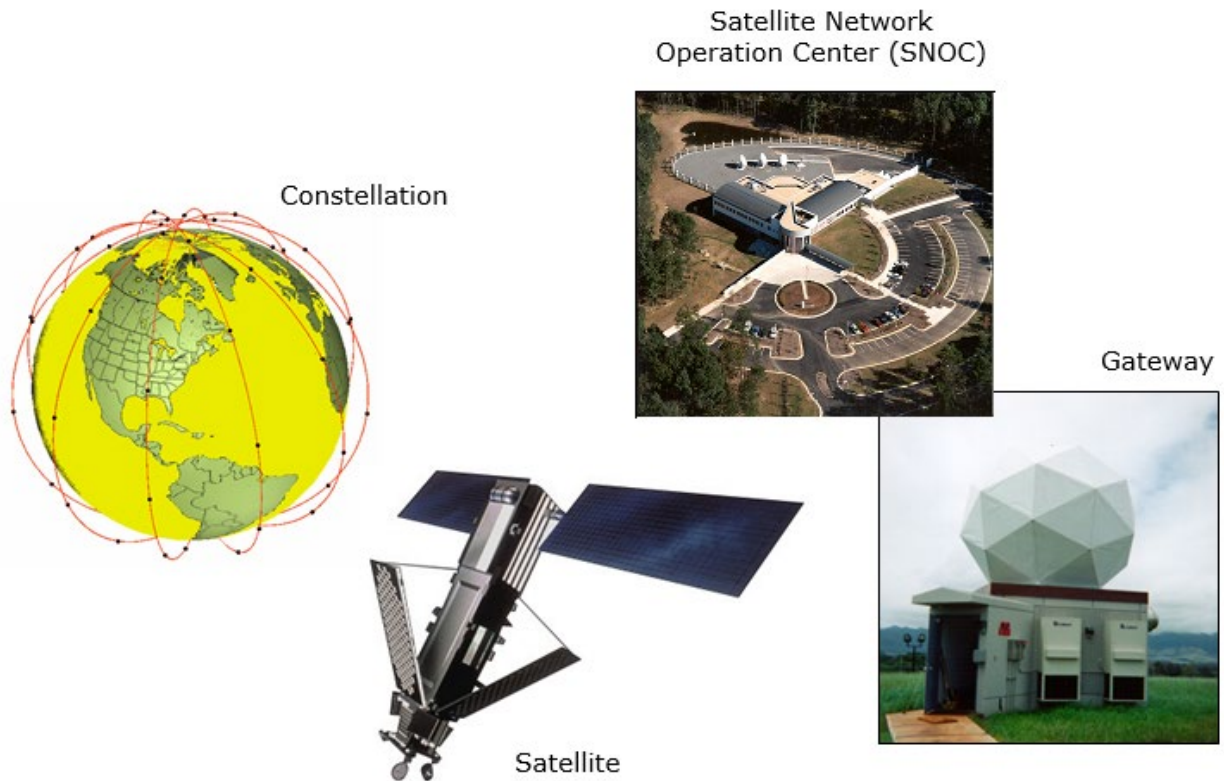 Satellite Network
Operation Center (SNOC)
Constellation
Gateway
Satellite